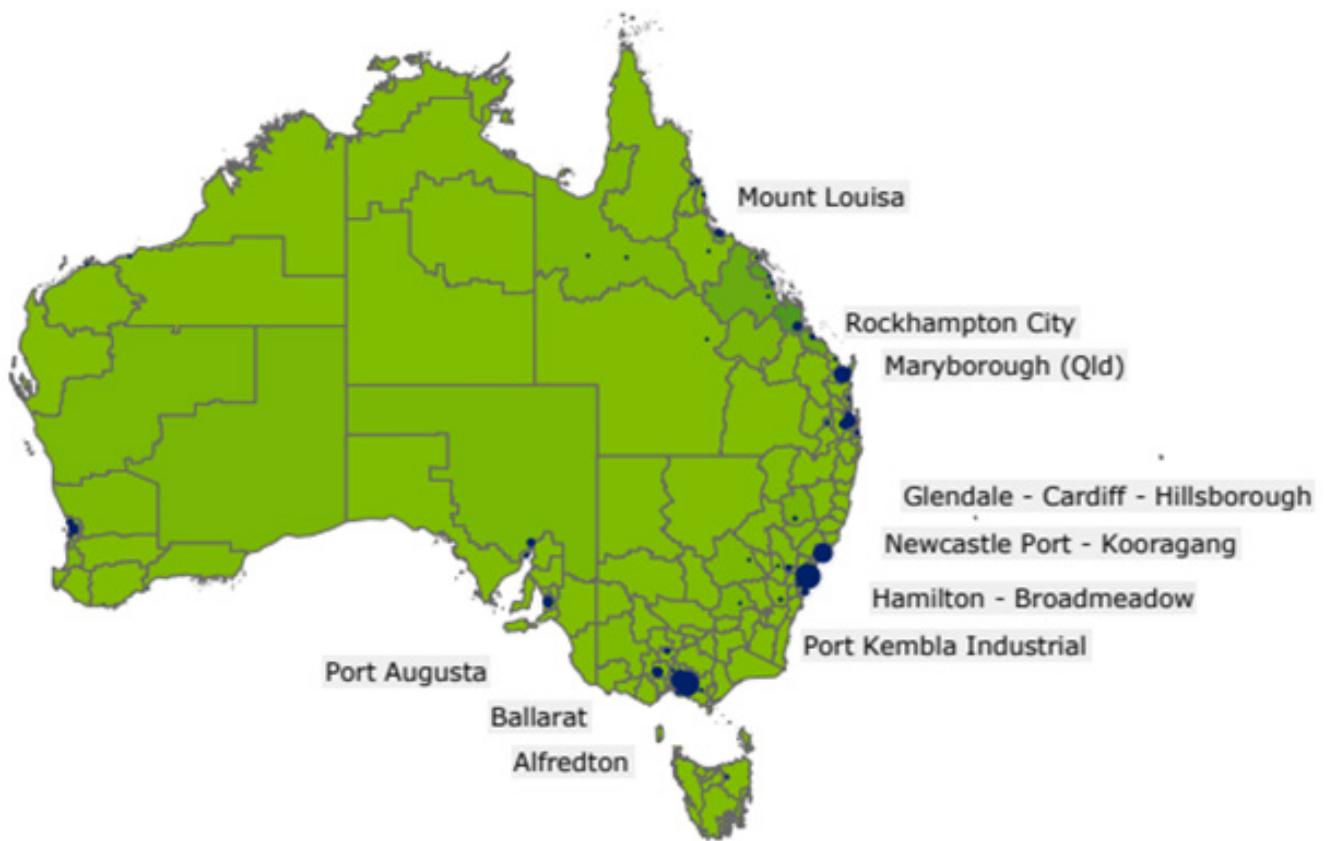 Mount Louisa
Rockhampton City
Maryborough (Qld)
Glendale - Cardiff - Hillsborough
Newcastle Port - Kooragang
Hamilton - Broadmeadow
Port Kembla Industrial
Port Augusta
Ballarat
Alfredton